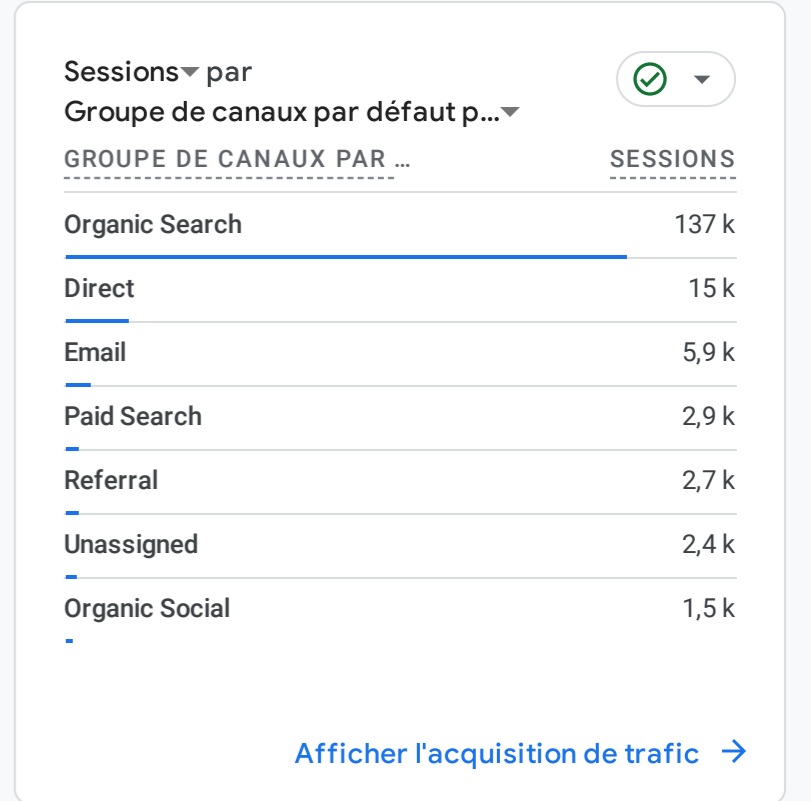 Sessions par
Groupe de canaux par défaut p...
GROUPE DE CANAUX PAR ... SESSIONS
Organic Search 137 k
Direct 15 k
Email 5,9 k
Paid Search 2,9 k
Referral 2,7 k
Unassigned 2,4 k
Organic Social 1,5 k
Afficher l'acquisition de trafic